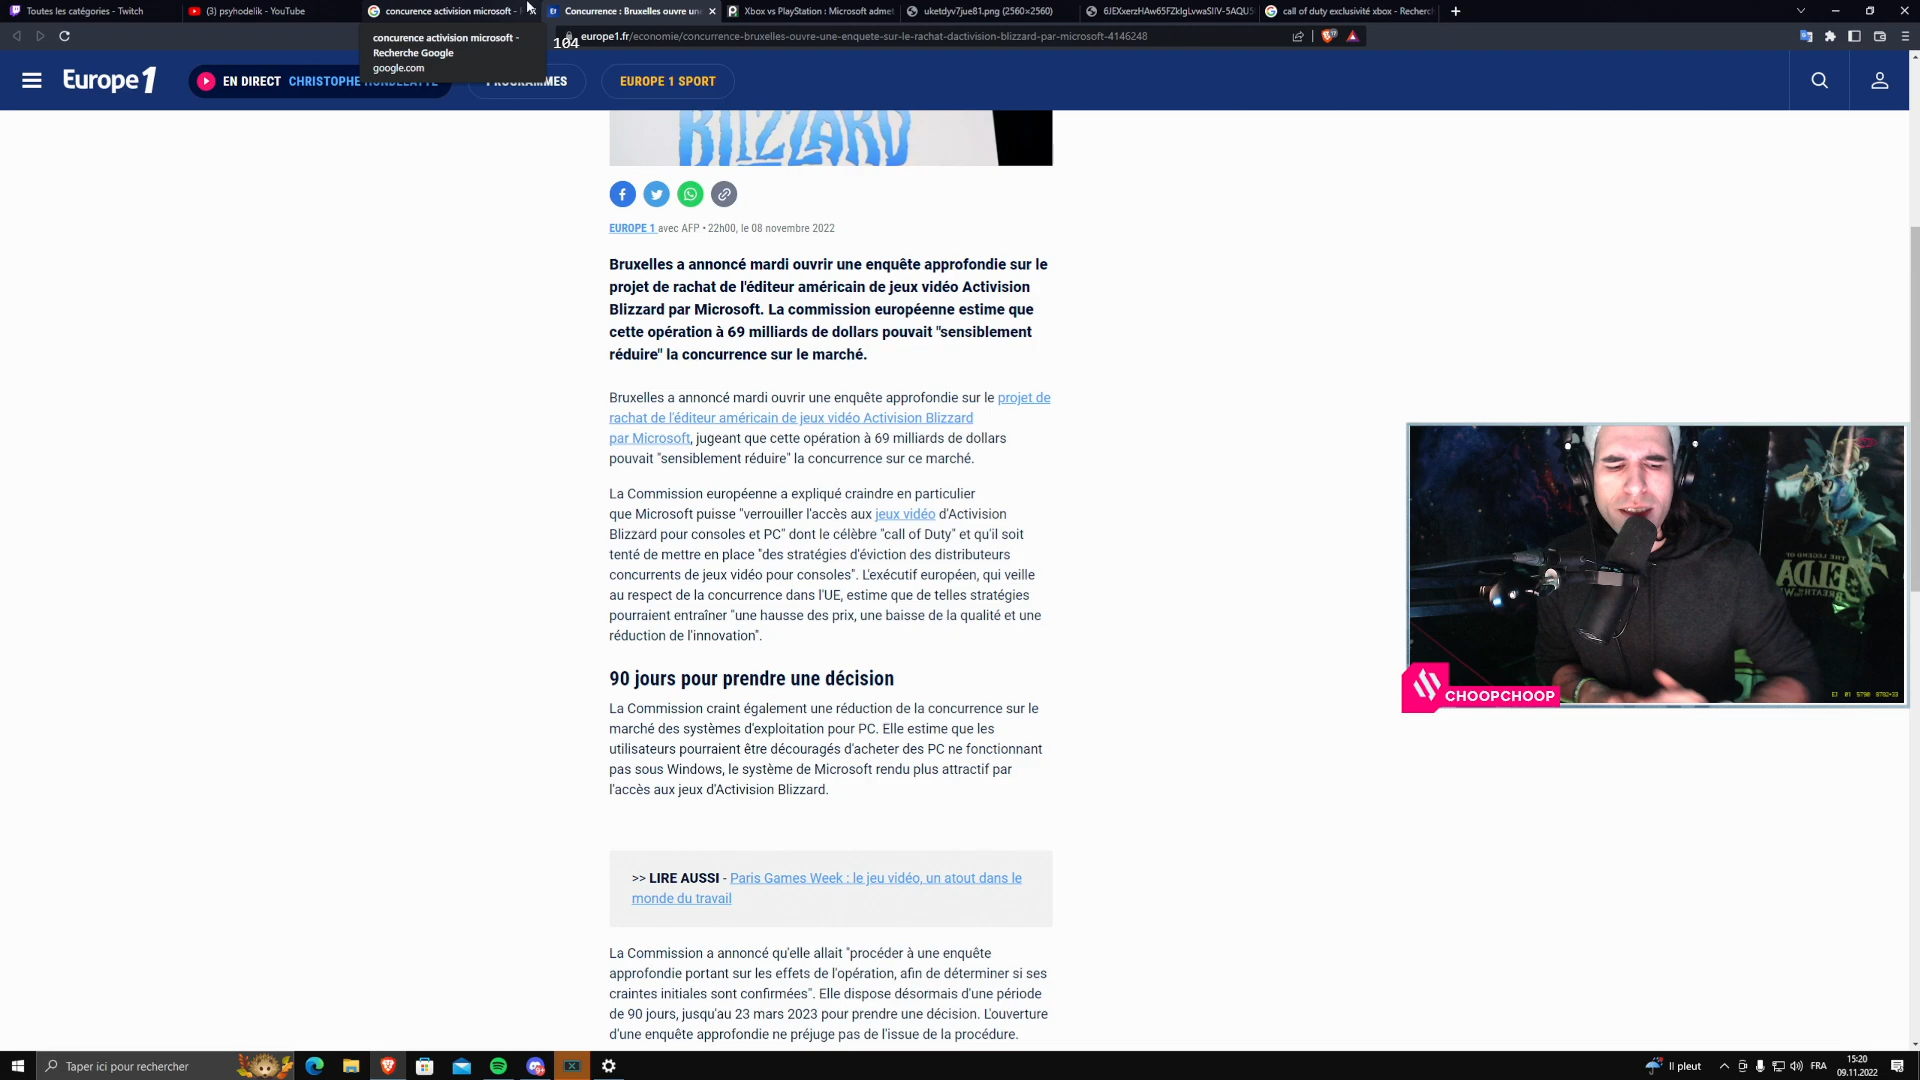 Toutes les catégories - Twitch
(3) psyhodelik - YouTube
concurence activision microsoft -
Concurrence : Bruxelles ouvre un
Xbox vs PlayStation : Microsoft admet
uketdyv7jue81.png (2560×2560)
call of duty exclusivité xbox - Recherc
europe1.fr/economie/concurrence-bruxelles-ouvre-une-enquete-sur-le-rachat-dactivision-blizzard-par-microsoft-4146248
concurence activision microsoft -
Recherche Google
google.com
104
Europe 1
EN DIRECT CHRISTOPHE HONDELATTE
PROGRAMMES
EUROPE 1 SPORT
BLIZZARD
EUROPE 1 avec AFP • 22h00, le 08 novembre 2022
Bruxelles a annoncé mardi ouvrir une enquête approfondie sur le
projet de rachat de l'éditeur américain de jeux vidéo Activision
Blizzard par Microsoft. La commission européenne estime que
cette opération à 69 milliards de dollars pouvait "sensiblement
réduire" la concurrence sur le marché.
Bruxelles a annoncé mardi ouvrir une enquête approfondie sur le projet de
rachat de l'éditeur américain de jeux vidéo Activision Blizzard
par Microsoft, jugeant que cette opération à 69 milliards de dollars
pouvait "sensiblement réduire" la concurrence sur ce marché.
La Commission européenne a expliqué craindre en particulier
que Microsoft puisse "verrouiller l'accès aux jeux vidéo d'Activision
Blizzard pour consoles et PC" dont le célèbre "call of Duty" et qu'il soit
tenté de mettre en place "des stratégies d'éviction des distributeurs
concurrents de jeux vidéo pour consoles". L'exécutif européen, qui veille
au respect de la concurrence dans l'UE, estime que de telles stratégies
pourraient entraîner "une hausse des prix, une baisse de la qualité et une
réduction de l'innovation".
90 jours pour prendre une décision
La Commission craint également une réduction de la concurrence sur le
marché des systèmes d'exploitation pour PC. Elle estime que les
utilisateurs pourraient être découragés d'acheter des PC ne fonctionnant
pas sous Windows, le système de Microsoft rendu plus attractif par
l'accès aux jeux d'Activision Blizzard.
>> LIRE AUSSI - Paris Games Week : le jeu vidéo, un atout dans le
monde du travail
La Commission a annoncé qu'elle allait "procéder à une enquête
approfondie portant sur les effets de l'opération, afin de déterminer si ses
craintes initiales sont confirmées". Elle dispose désormais d'une période
de 90 jours, jusqu'au 23 mars 2023 pour prendre une décision. L'ouverture
d'une enquête approfondie ne préjuge pas de l'issue de la procédure.
THE LEGEND OF
ZELDA
CHOOPCHOOP
Taper ici pour rechercher
Il pleut
FRA
15:20
09.11.2022